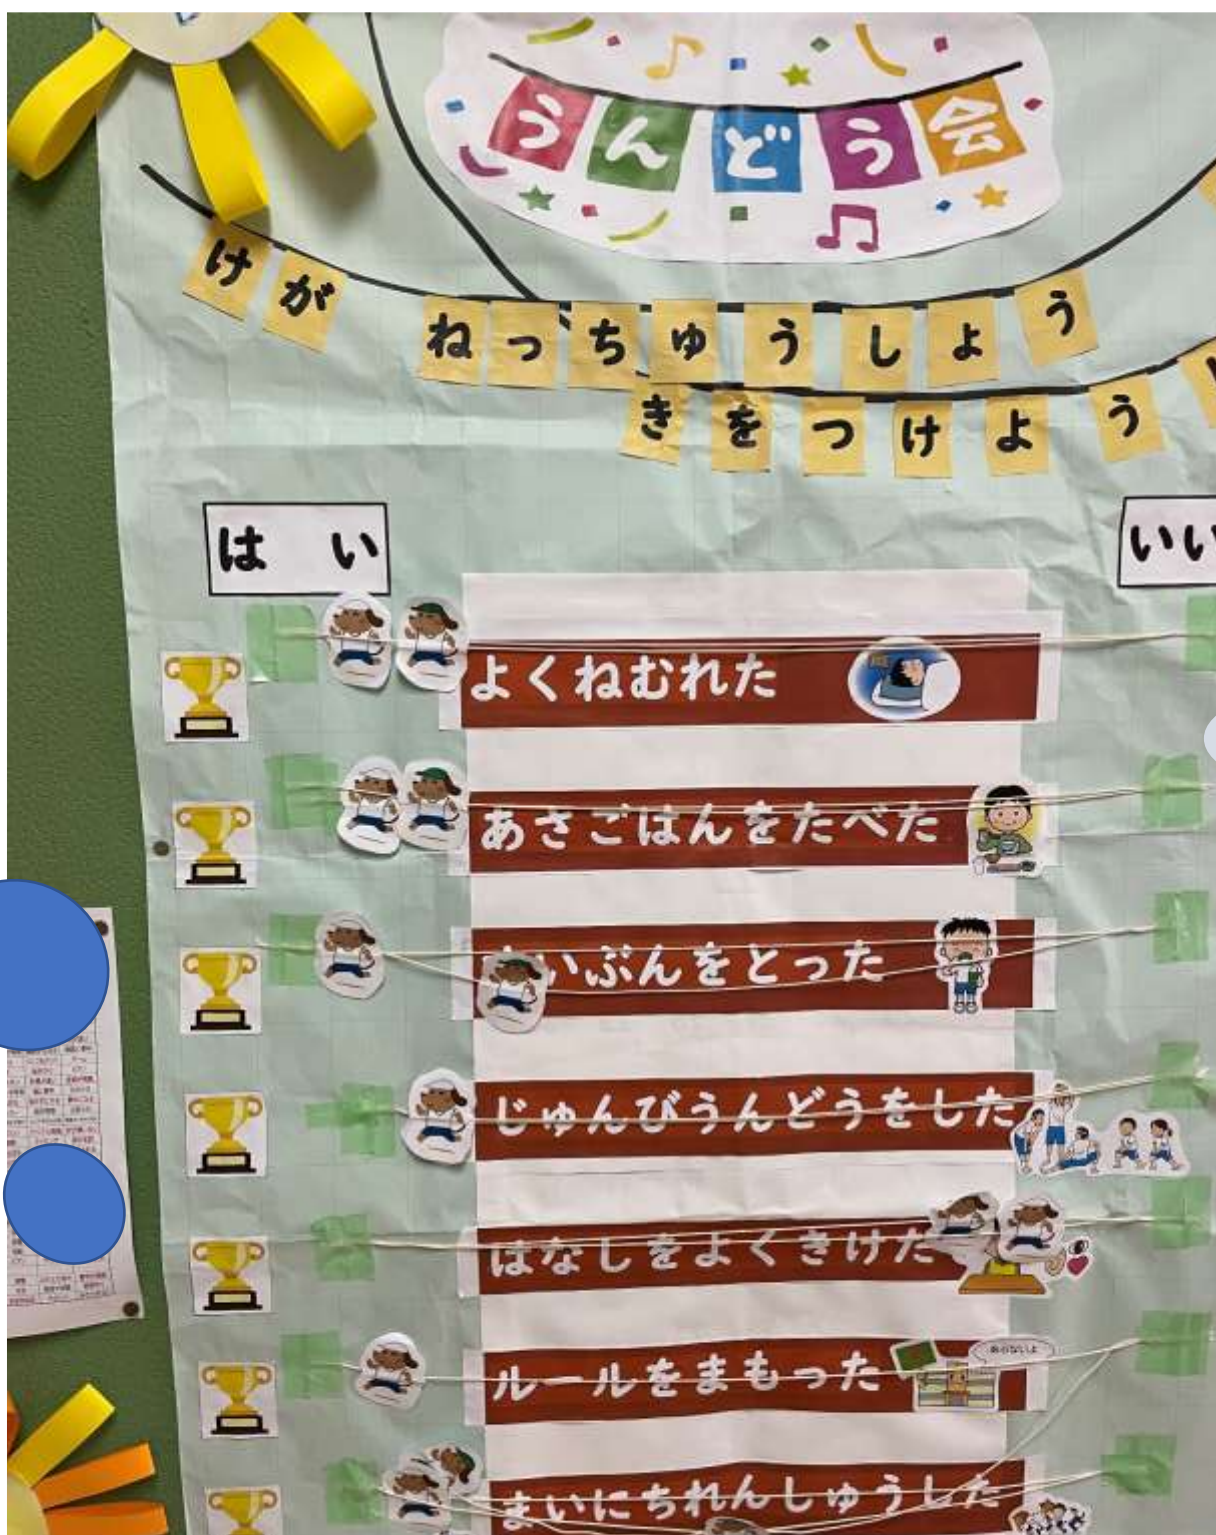 うんどう会
けが ねっちゅうしょう
きをつけよう
はい
いい
よくねむれた
あさごはんをたべた
いぶんをとった
じゅんびうんどうをした
はなしをよくきけた
ルールをまもった
まいにちれんしゅうした